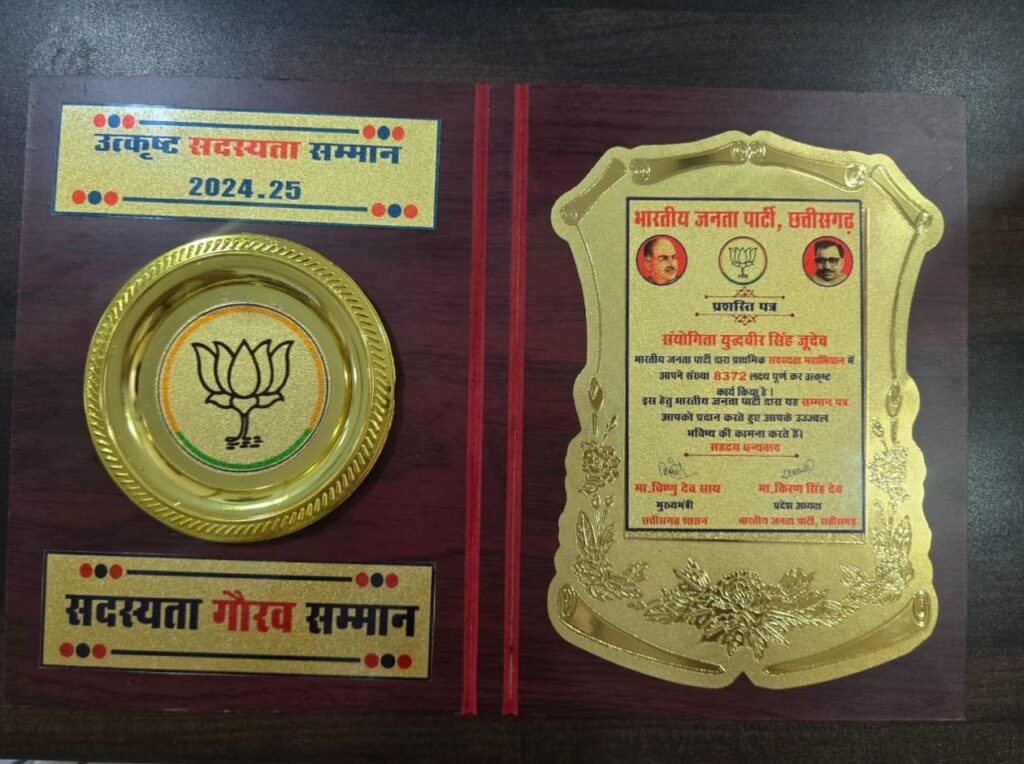 उत्कृष्ट सदस्यता सम्मान
2024.25
सदस्यता गौरव सम्मान
भारतीय जनता पार्टी, छत्तीसगढ़
प्रशस्ति पत्र
संयोगिता युद्धवीर सिंह जूदेव
भारतीय जनता पार्टी द्वारा प्राथमिक सदस्यता महाभियान में
आपने संख्या 8372 लक्ष्य पूर्ण कर उत्कृष्ट
कार्य किया है।
इस हेतु भारतीय जनता पार्टी द्वारा यह सम्मान पत्र
आपको प्रदान करते हुए आपके उज्ज्वल
भविष्य की कामना करते हैं।
सहृदय धन्यवाद
मा.विष्णु देव साय
मुख्यमंत्री
छत्तीसगढ़ शासन
मा.किरण सिंह देव
प्रदेश अध्यक्ष
भारतीय जनता पार्टी, छत्तीसगढ़